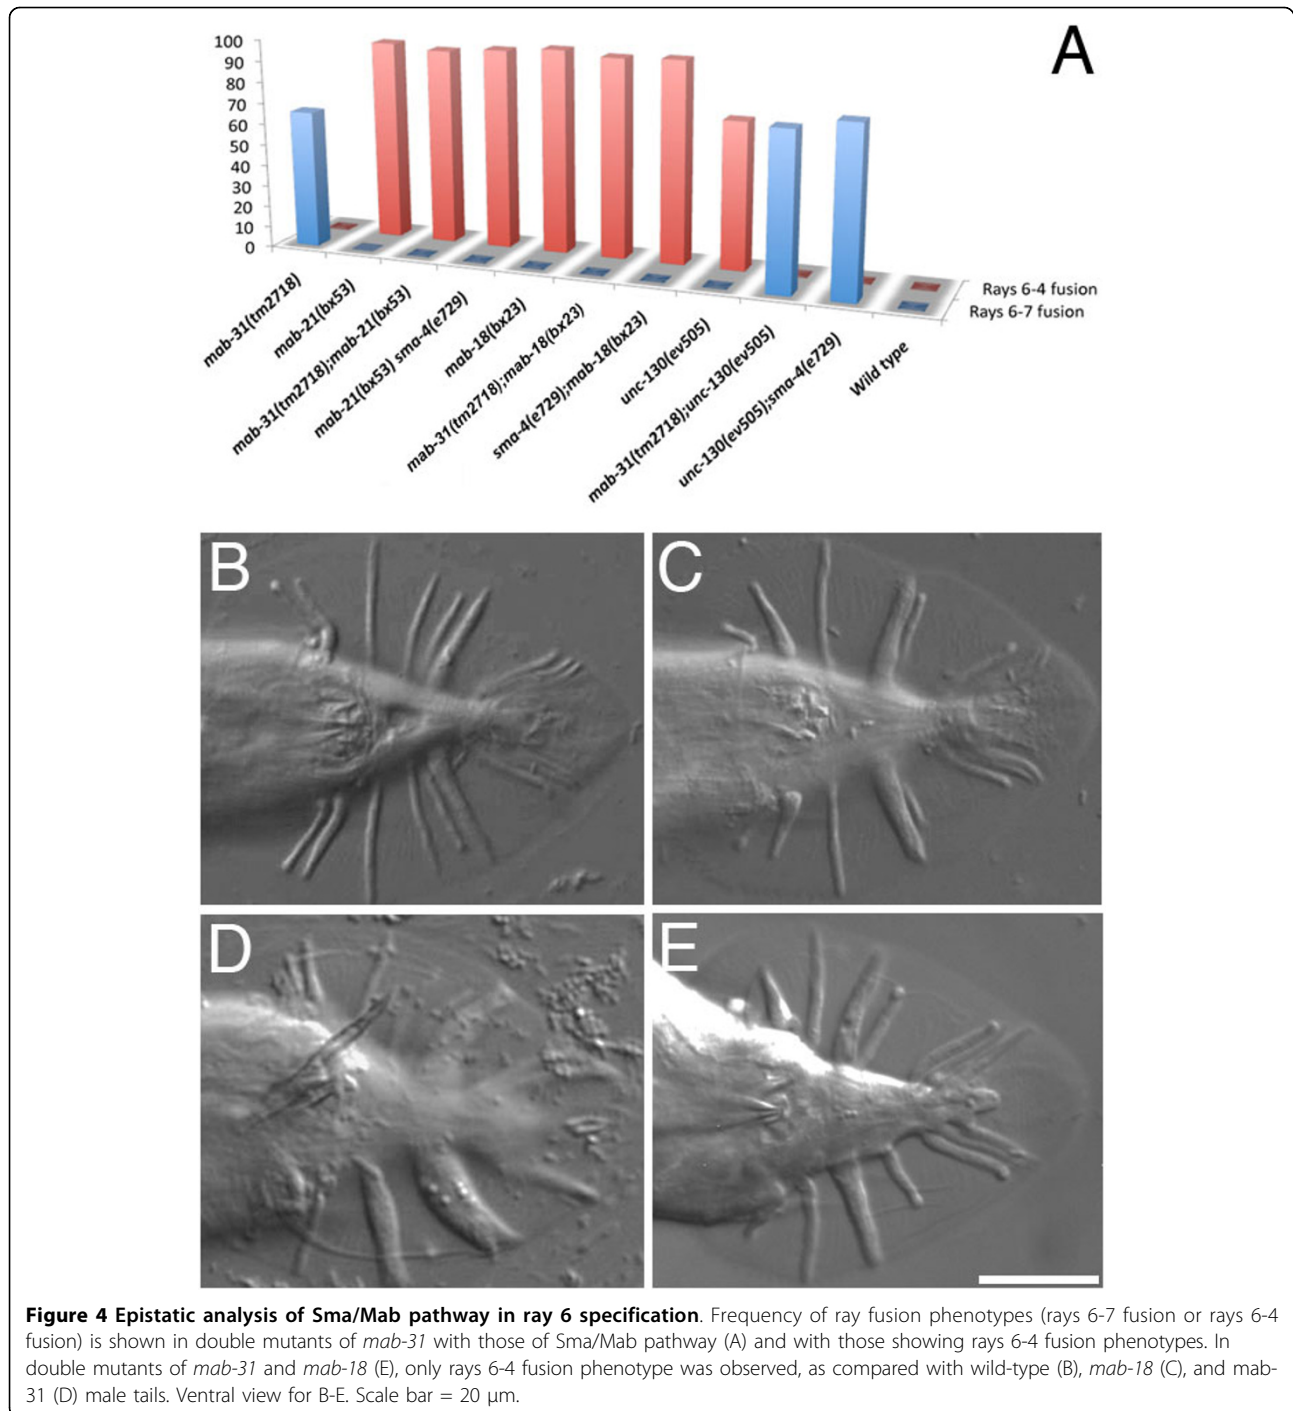 A
100
90
80
70
60
50
40
30
20
10
0
Rays 6-4 fusion
Rays 6-7 fusion
mab-31(tm2718)
mab-21(bx53)
mab-31(tm2718);mab-21(bx53)
mab-21(bx53) sma-4(e729)
mab-18(bx23)
mab-31(tm2718);mab-18(bx23)
sma-4(e729);mab-18(bx23)
unc-130(ev505)
mab-31(tm2718);unc-130(ev505)
unc-130(ev505);sma-4(e729)
Wild type
B
C
D
E
Figure 4 Epistatic analysis of Sma/Mab pathway in ray 6 specification. Frequency of ray fusion phenotypes (rays 6-7 fusion or rays 6-4
fusion) is shown in double mutants of mab-31 with those of Sma/Mab pathway (A) and with those showing rays 6-4 fusion phenotypes. In
double mutants of mab-31 and mab-18 (E), only rays 6-4 fusion phenotype was observed, as compared with wild-type (B), mab-18 (C), and mab-
31 (D) male tails. Ventral view for B-E. Scale bar = 20 μm.